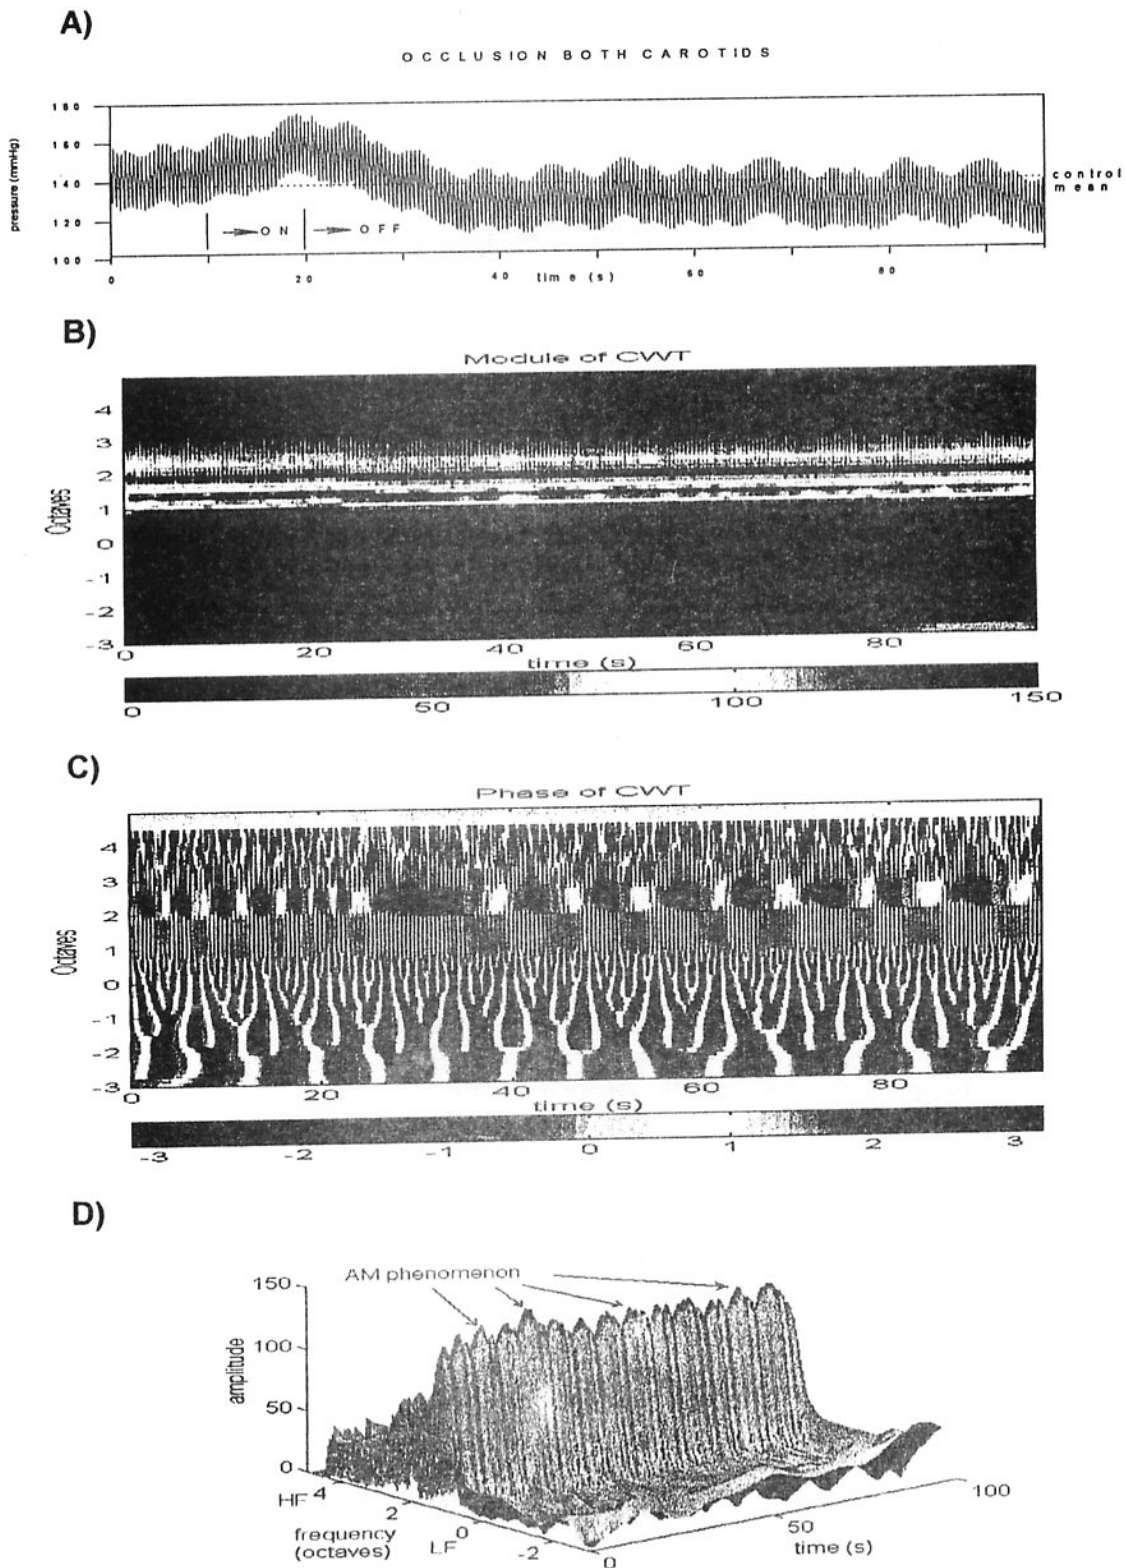 A)
OCCLUSION BOTH CAROTIDS
pressure (mmHg)
180
160
140
120
100
ON
OFF
control
mean
0
20
40
60
80
time (s)
B)
Module of CWT
Octaves
4
3
2
1
0
-1
-2
-3
0
20
40
60
80
time (s)
0
50
100
150
C)
Phase of CWT
Octaves
4
3
2
1
0
-1
-2
-3
0
20
40
60
80
time (s)
-3
-2
-1
0
1
2
3
D)
AM phenomenon
amplitude
150
100
50
0
HF 4
2
0
LF
-2
frequency
(octaves)
0
50
100
time (s)